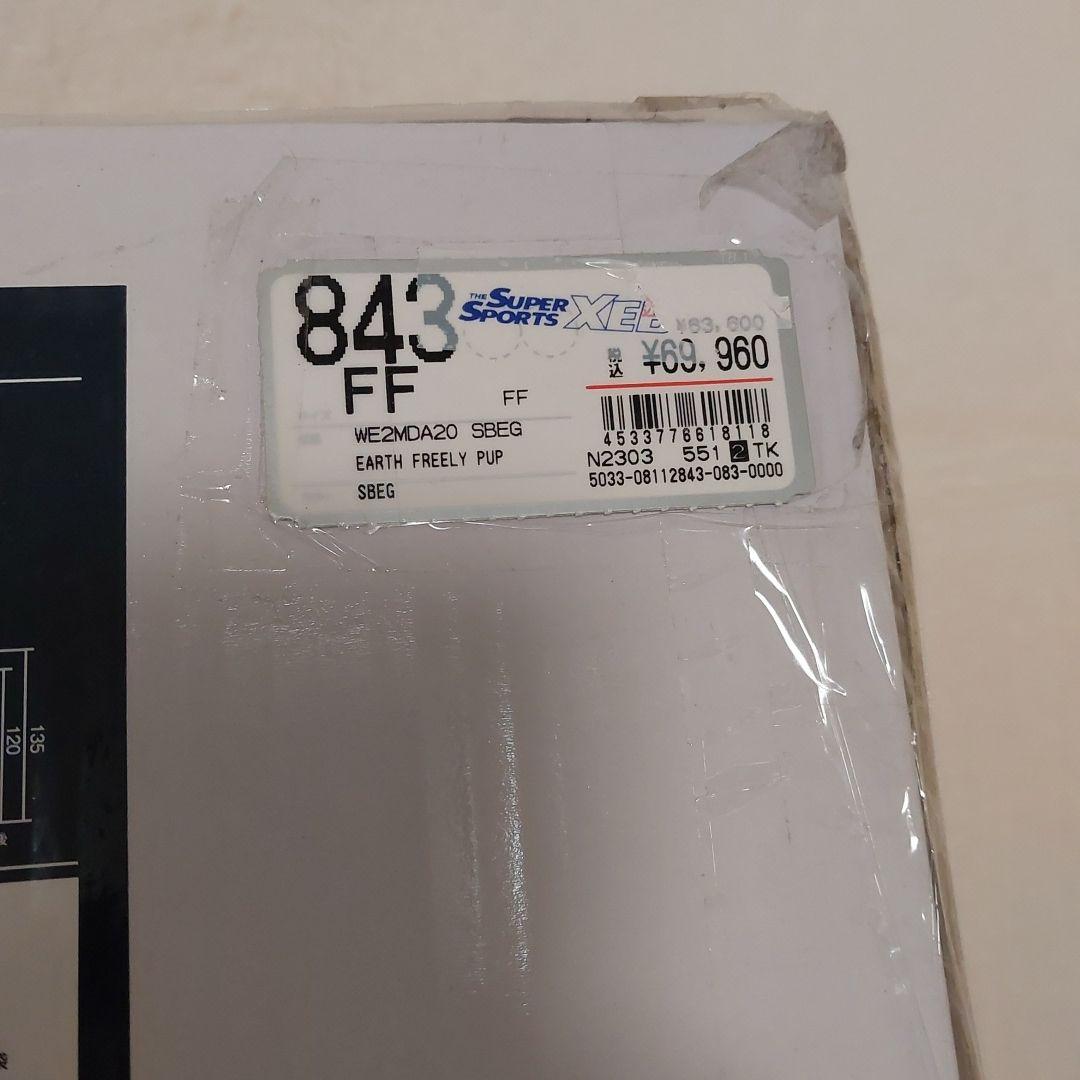 843
THE SUPER SPORTS XEB
¥63,600
税込 ¥69,960
FF
FF
WE2MDA20 SBEG
EARTH FREELY PUP
SBEG
4533776618118
N2303 551 2 TK
5033-08112843-083-0000
135
120
段